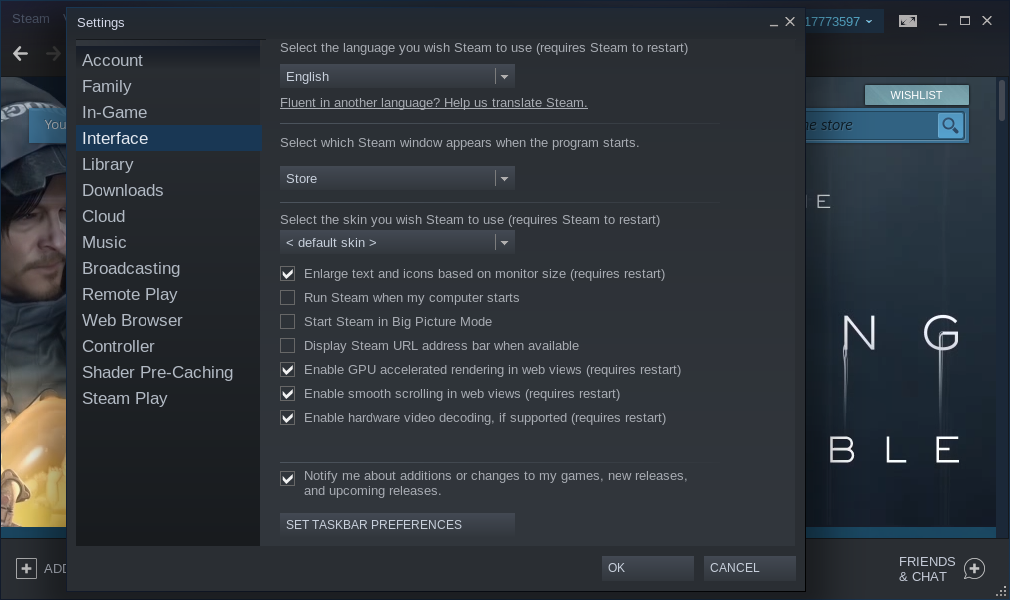 Steam
Settings
17773597
Account
Family
In-Game
Interface
Library
Downloads
Cloud
Music
Broadcasting
Remote Play
Web Browser
Controller
Shader Pre-Caching
Steam Play
Select the language you wish Steam to use (requires Steam to restart)
English
Fluent in another language? Help us translate Steam.
Select which Steam window appears when the program starts.
Store
Select the skin you wish Steam to use (requires Steam to restart)
< default skin >
Enlarge text and icons based on monitor size (requires restart)
Run Steam when my computer starts
Start Steam in Big Picture Mode
Display Steam URL address bar when available
Enable GPU accelerated rendering in web views (requires restart)
Enable smooth scrolling in web views (requires restart)
Enable hardware video decoding, if supported (requires restart)
Notify me about additions or changes to my games, new releases,
and upcoming releases.
SET TASKBAR PREFERENCES
OK
CANCEL
You
WISHLIST
store
E
N G
B L E
ADD
FRIENDS
& CHAT